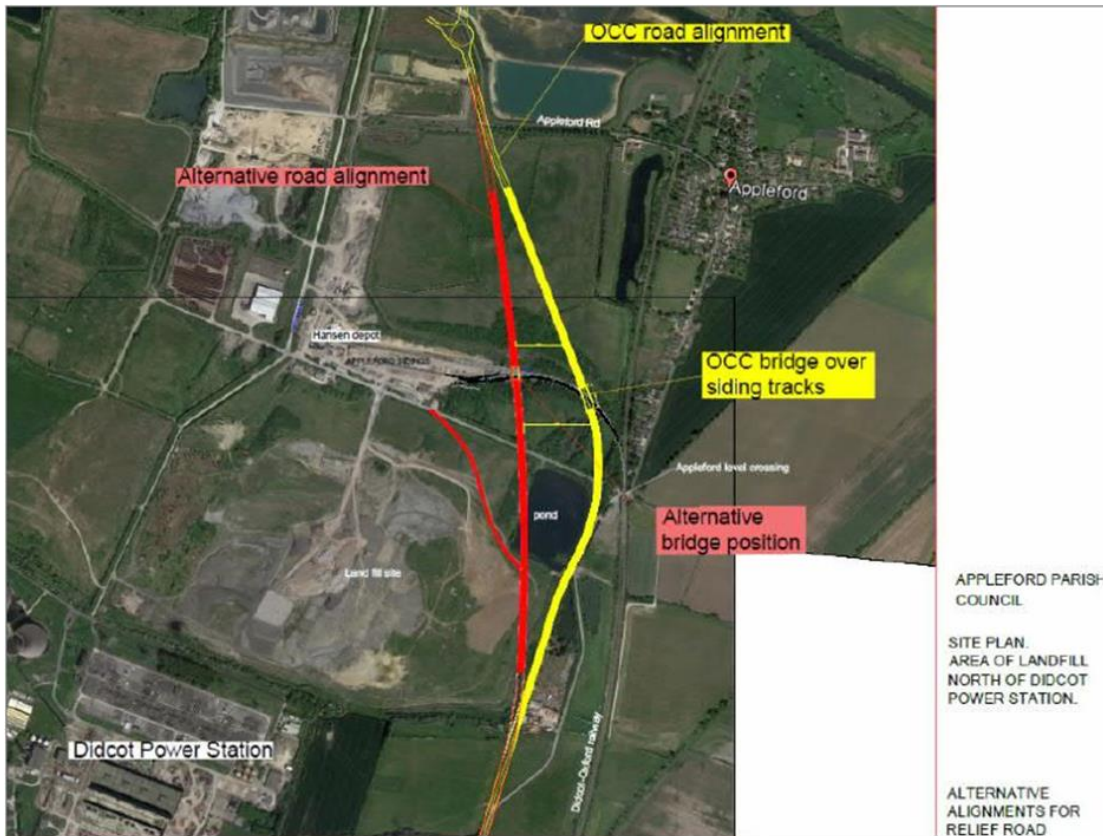 OCC road alignment
Appleford Rd
Alternative road alignment
Appleford
Hansen depot
APPLEFORD SIDINGS
OCC bridge over
siding tracks
Appleford level crossing
pond
Alternative
bridge position
Land fill site
Didcot Power Station
Didcot-Oxford railway
APPLEFORD PARISH
COUNCIL
SITE PLAN.
AREA OF LANDFILL
NORTH OF DIDCOT
POWER STATION.
ALTERNATIVE
ALIGNMENTS FOR
RELIEF ROAD